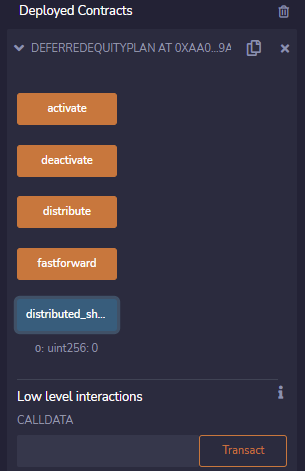 Deployed Contracts
DEFERREDEQUITYPLAN AT 0XAA0...9A
activate
deactivate
distribute
fastforward
distributed_sh...
0: uint256: 0
Low level interactions
i
CALLDATA
Transact